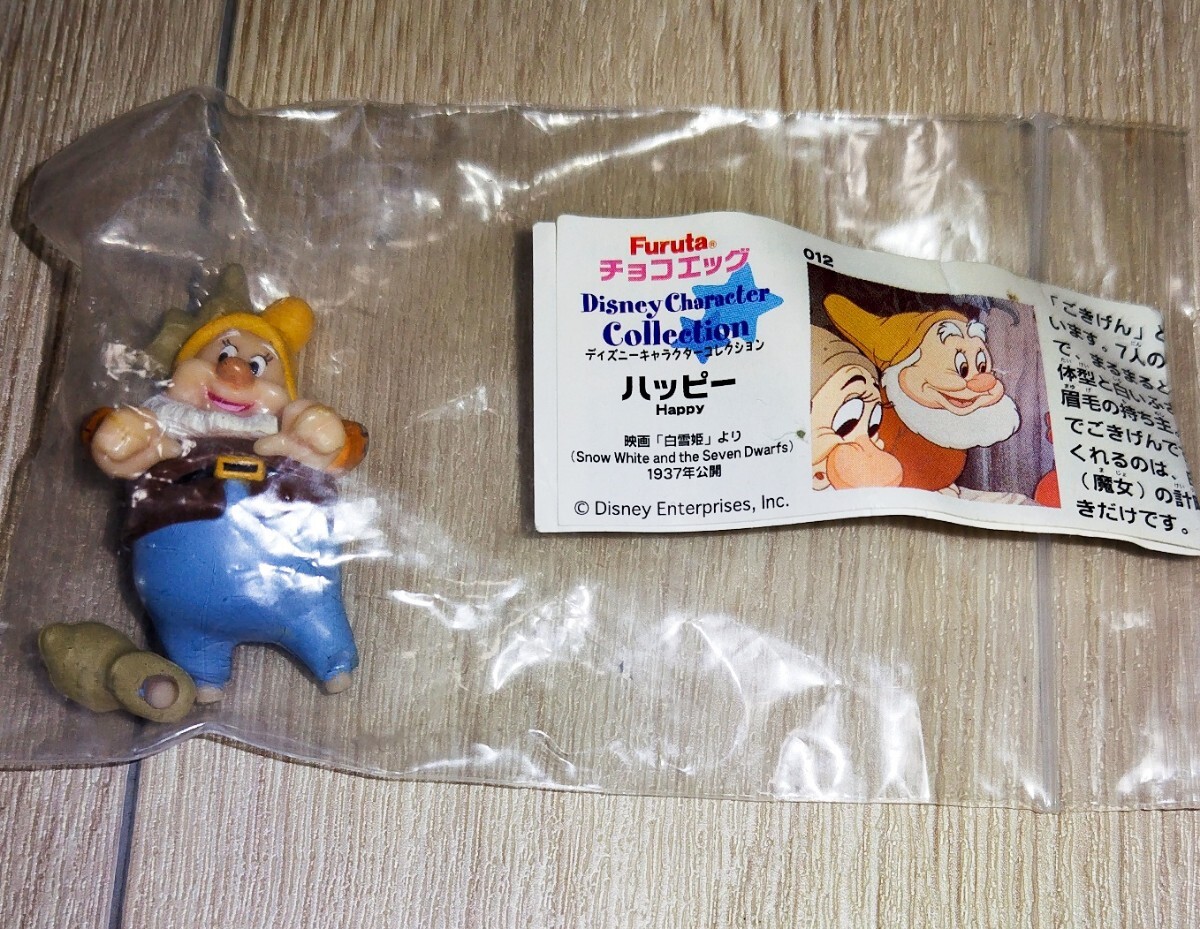 Furuta®
チョコエッグ
Disney Character
Collection
ディズニーキャラクターコレクション
ハッピー
Happy
映画「白雪姫」より
(Snow White and the Seven Dwarfs)
1937年公開
© Disney Enterprises, Inc.
012
「ごきげん」と
います。7人の
で、まるまると
体型と白いふさ
眉毛の持ち主
でごきげんで
くれるのは、
(魔女)の計
きだけです。